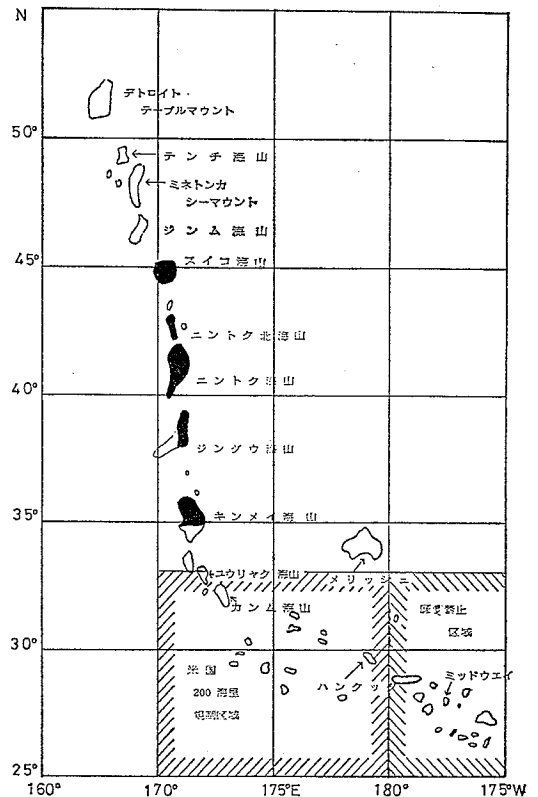 N
デトロイト・
テーブルマウント
50°
テンチ海山
ミネトンカ
シーマウント
ジンム海山
45°
スイコ海山
ニントク北海山
ニントク海山
40°
ジングウ海山
キンメイ海山
35°
ユウリャク海山
メリッシュ
カンム海山
区域
30°
米国
ミッドウエイ
200海里
ハンコック
規制区域
25°
160°
170°
175°E
180°
175°W